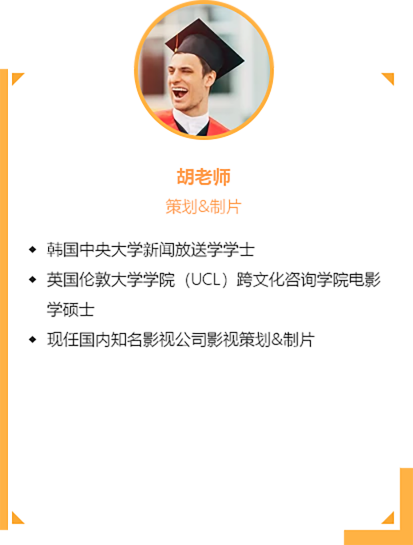 胡老师
策划&制片
韩国中央大学新闻放送学学士
英国伦敦大学学院（UCL）跨文化咨询学院电影
学硕士
现任国内知名影视公司影视策划&制片